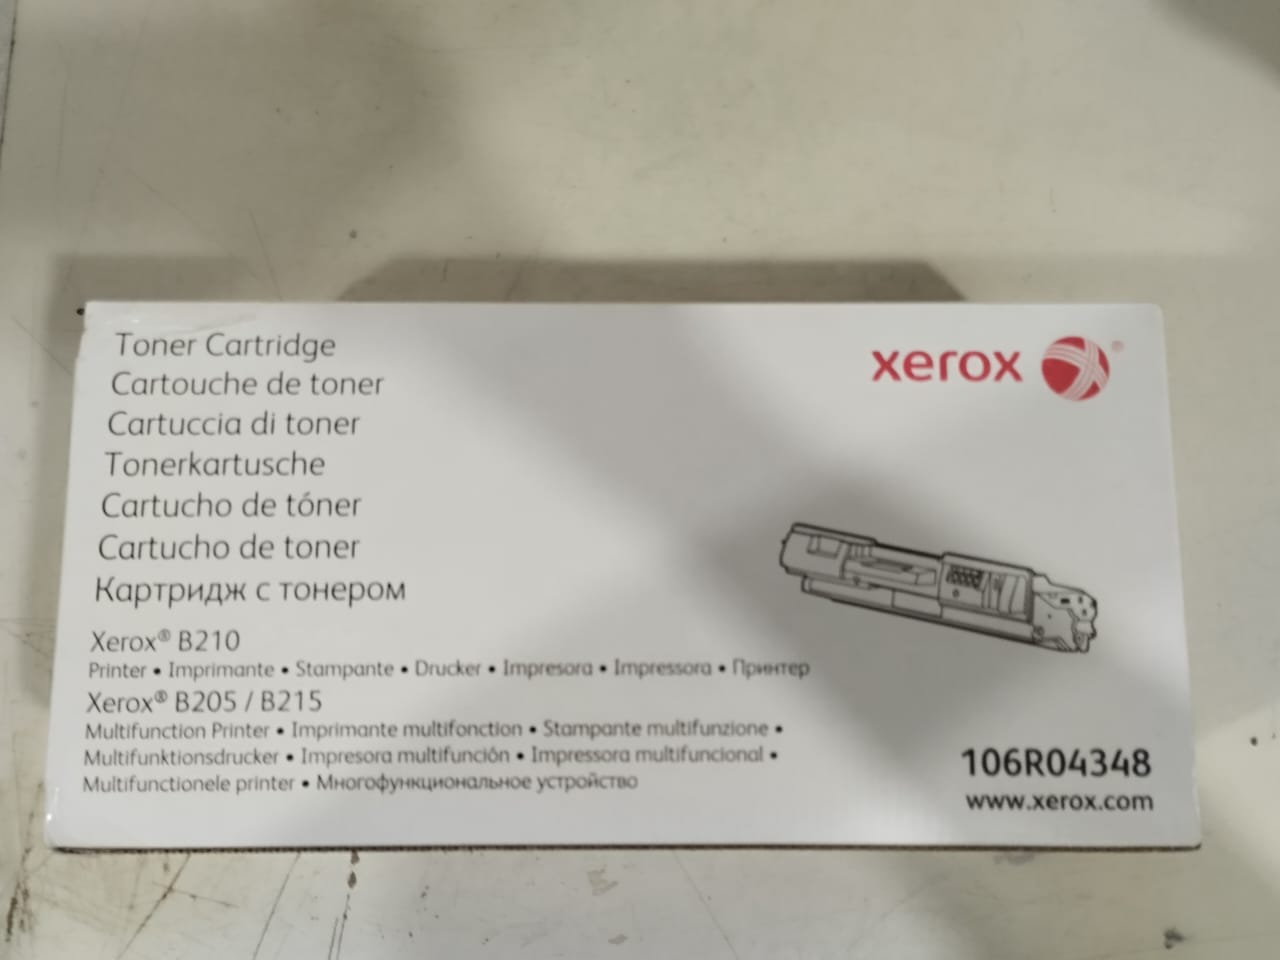 Toner Cartridge
Cartouche de toner
Cartuccia di toner
Tonerkartusche
Cartucho de tóner
Cartucho de toner
Картридж с тонером
Xerox® B210
Printer • Imprimante • Stampante • Drucker • Impresora • Impressora • Принтер
Xerox® B205 / B215
Multifunction Printer • Imprimante multifonction • Stampante multifunzione •
Multifunktionsdrucker • Impresora multifunción • Impressora multifuncional •
Multifunctionele printer • Многофункциональное устройство
xerox ®
106R04348
www.xerox.com